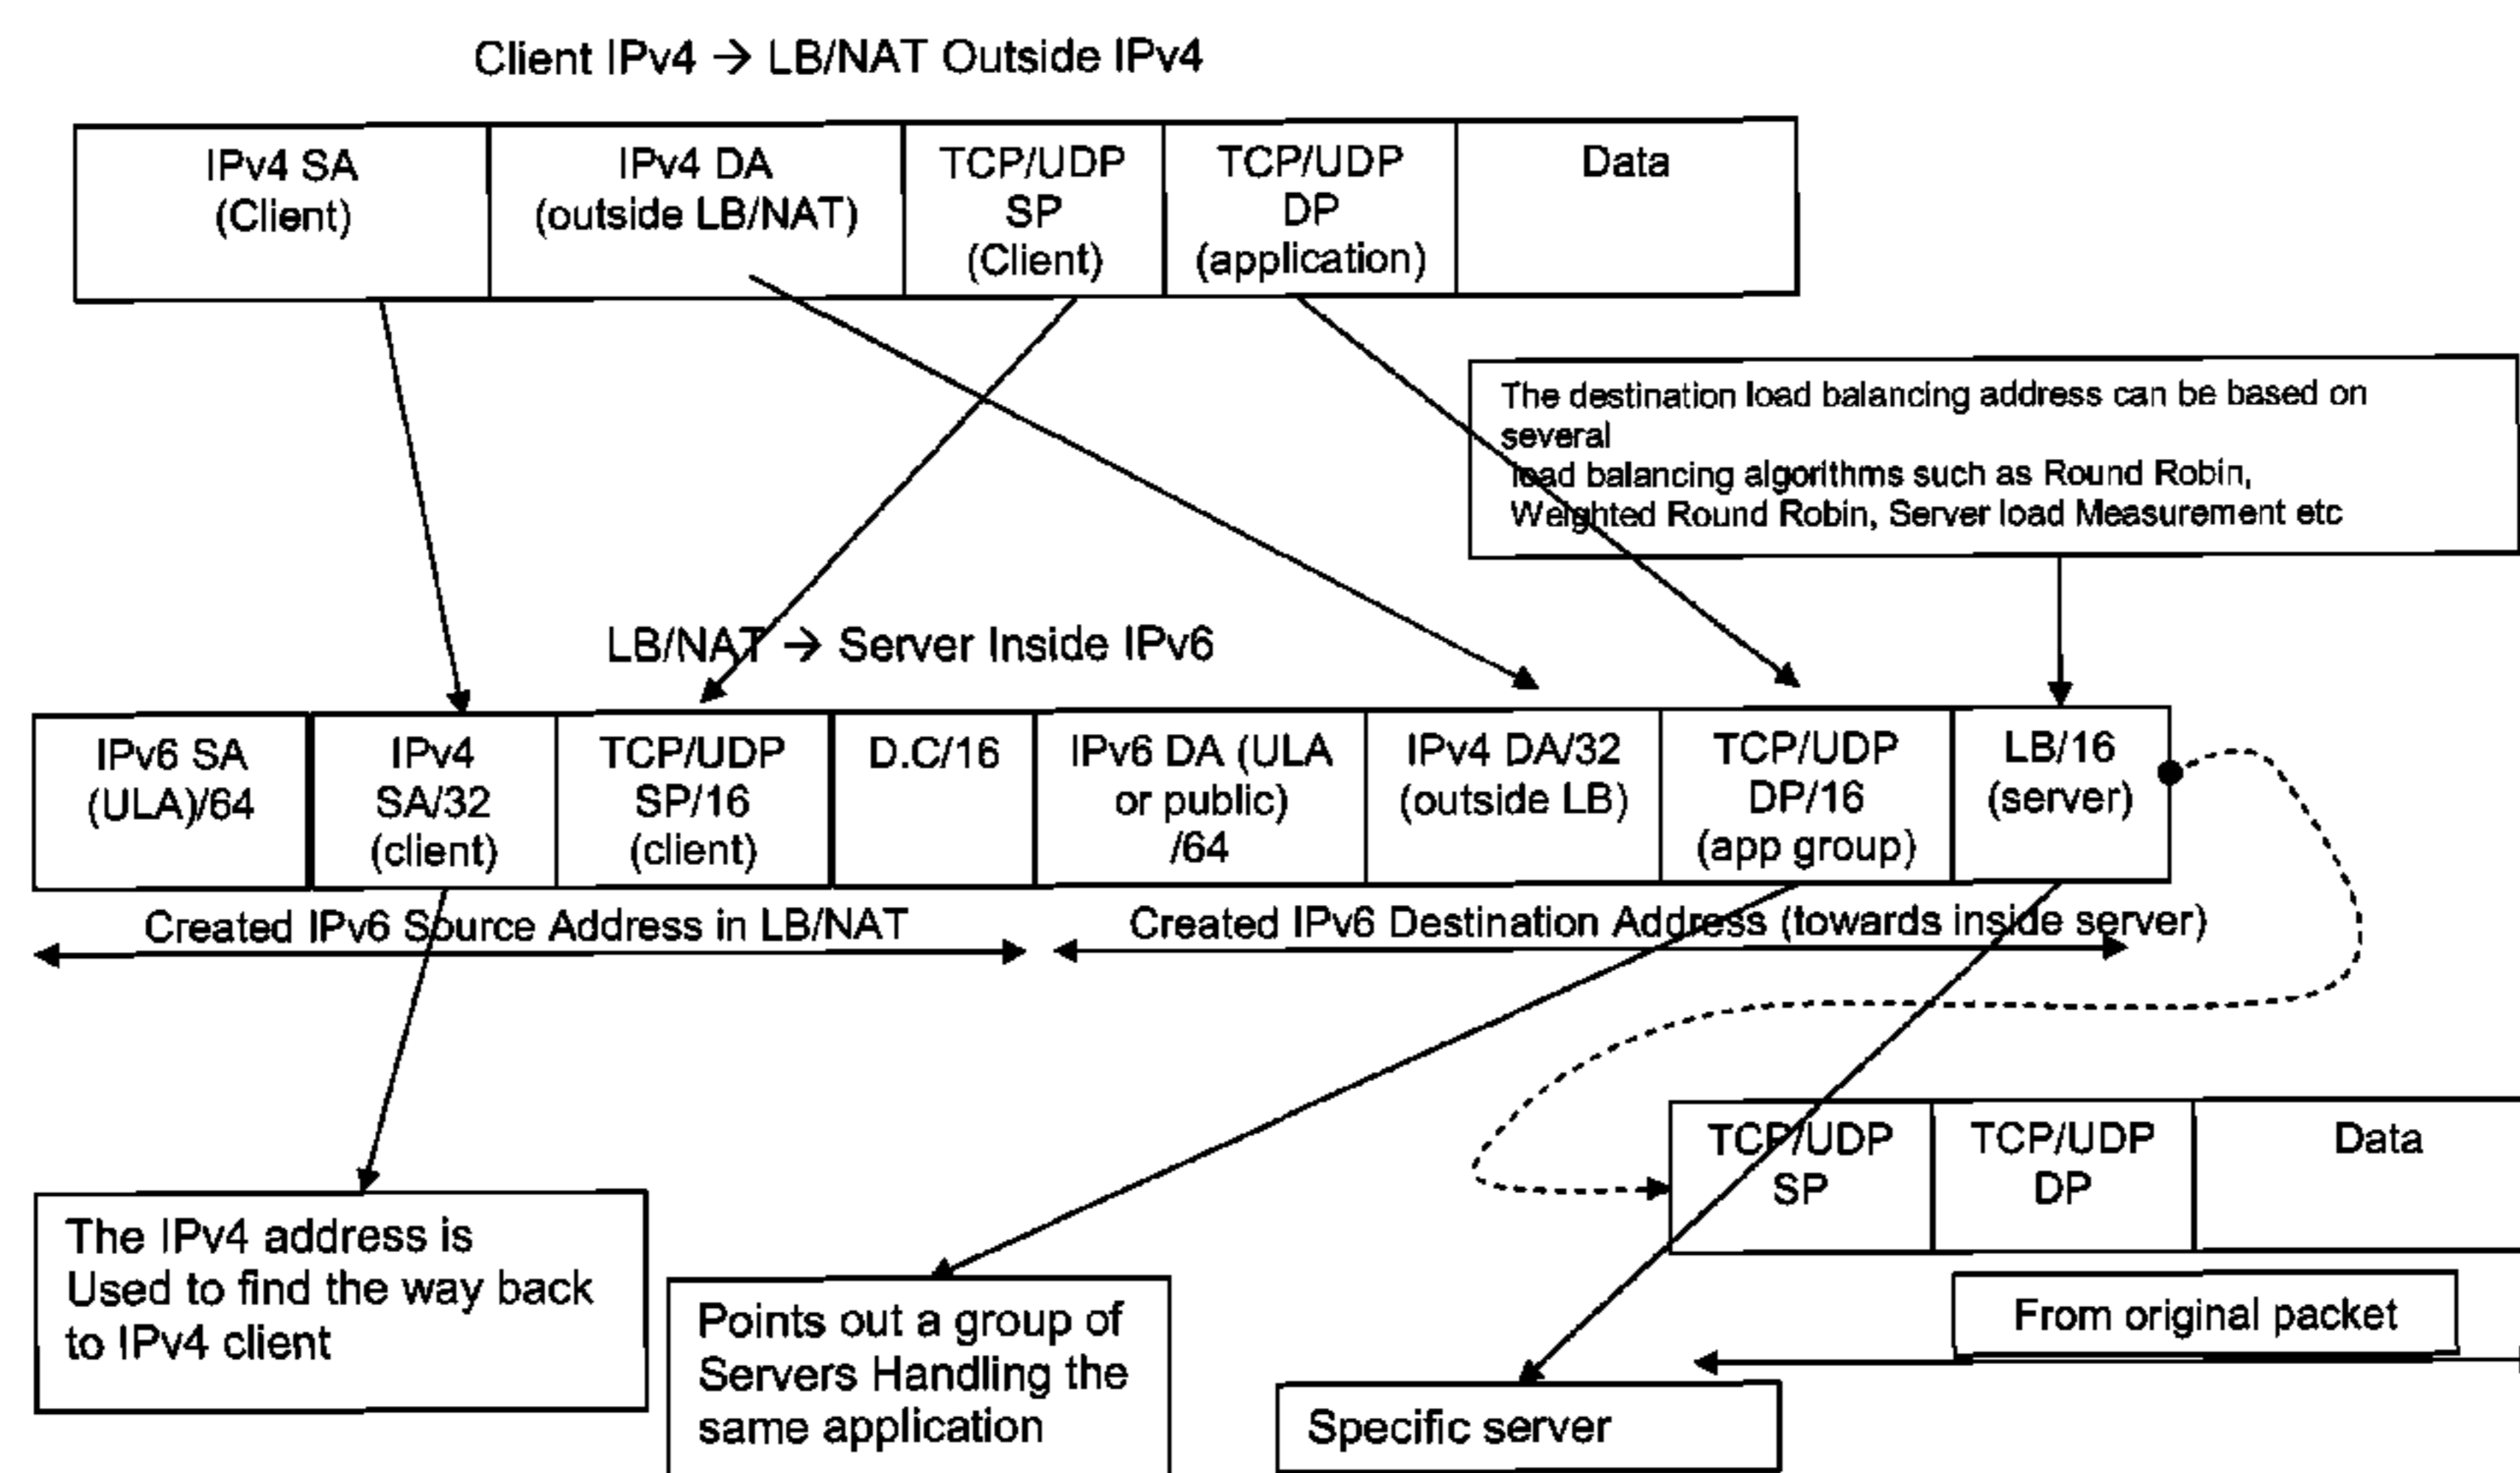 Client IPv4 → LB/NAT Outside IPv4
IPv4 SA
(Client)
IPv4 DA
(outside LB/NAT)
TCP/UDP
SP
(Client)
TCP/UDP
DP
(application)
Data
The destination load balancing address can be based on
several
load balancing algorithms such as Round Robin,
Weighted Round Robin, Server load Measurement etc
LB/NAT → Server Inside IPv6
IPv6 SA
(ULA)/64
IPv4
SA/32
(client)
TCP/UDP
SP/16
(client)
D.C/16
IPv6 DA (ULA
or public)
/64
IPv4 DA/32
(outside LB)
TCP/UDP
DP/16
(app group)
LB/16
(server)
Created IPv6 Source Address in LB/NAT
Created IPv6 Destination Address (towards inside server)
TCP/UDP
SP
TCP/UDP
DP
Data
From original packet
The IPv4 address is
Used to find the way back
to IPv4 client
Points out a group of
Servers Handling the
same application
Specific server